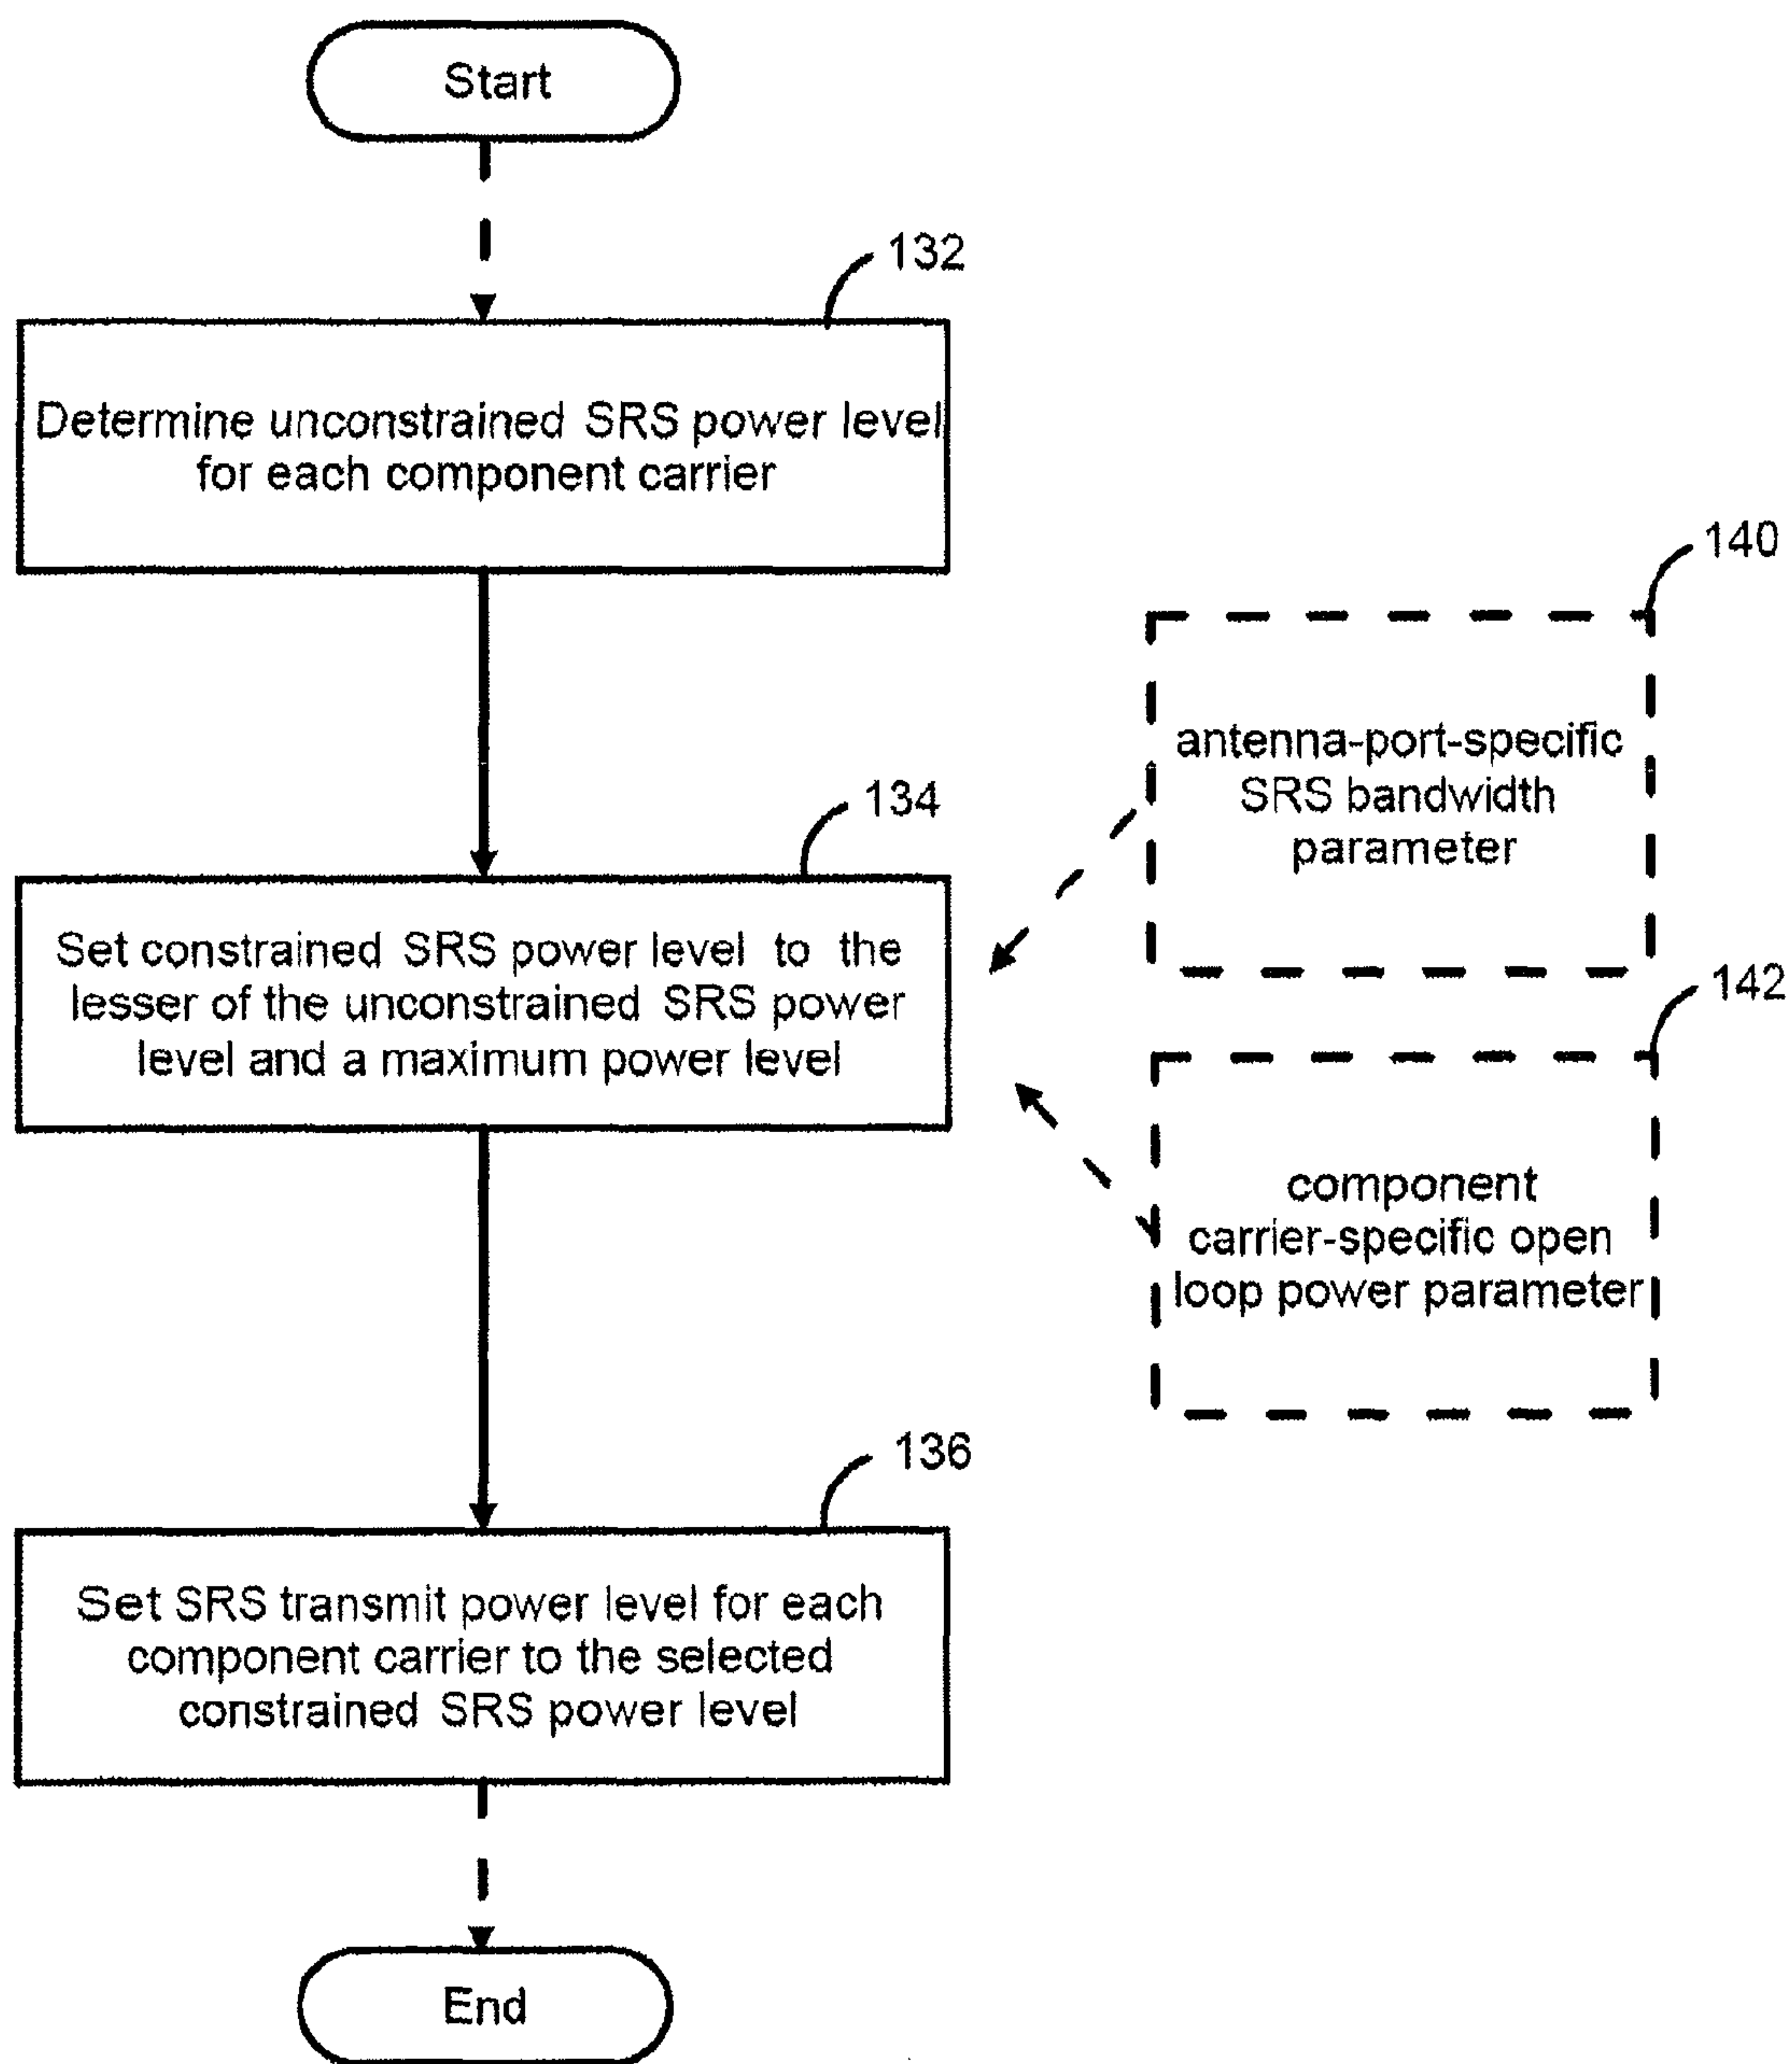 Start
132
Determine unconstrained SRS power level
for each component carrier
140
antenna-port-specific
SRS bandwidth
parameter
134
Set constrained SRS power level to the
lesser of the unconstrained SRS power
level and a maximum power level
142
component
carrier-specific open
loop power parameter
136
Set SRS transmit power level for each
component carrier to the selected
constrained SRS power level
End